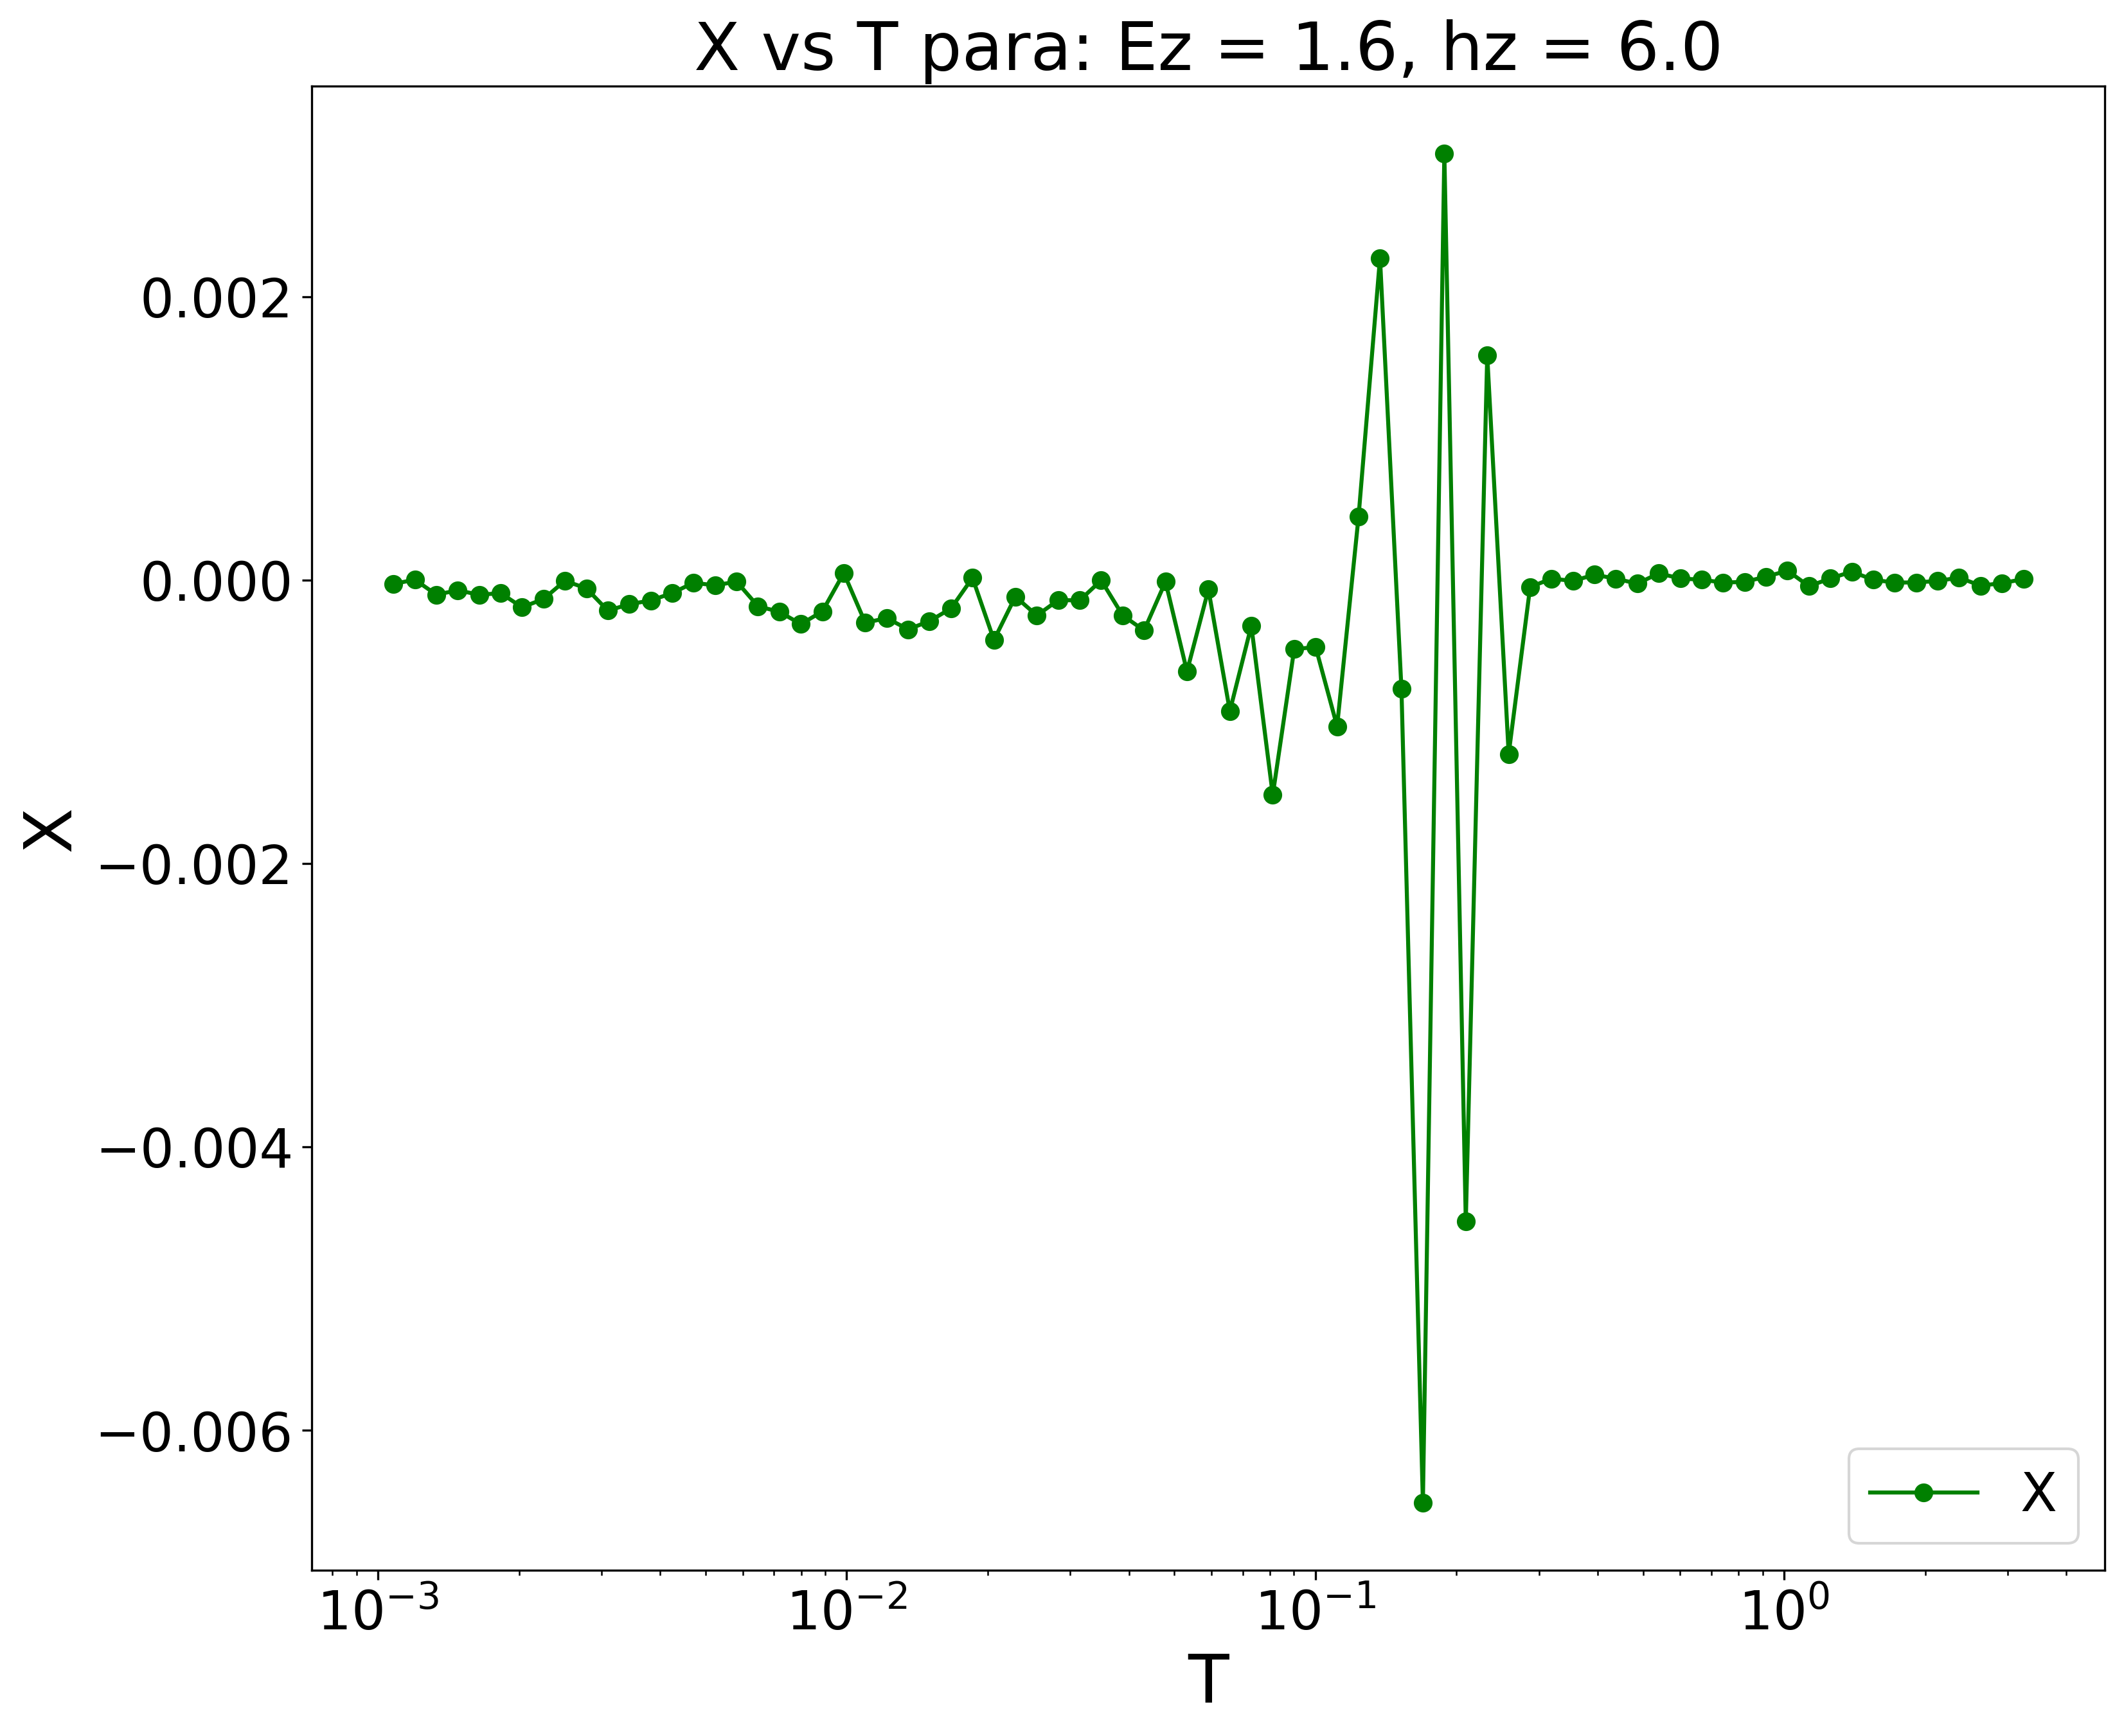 X vs T para: Ez = 1.6, hz = 6.0
0.002
0.000
−0.002
−0.004
−0.006
X
X
10⁻³ 10⁻² 10⁻¹ 10⁰
T